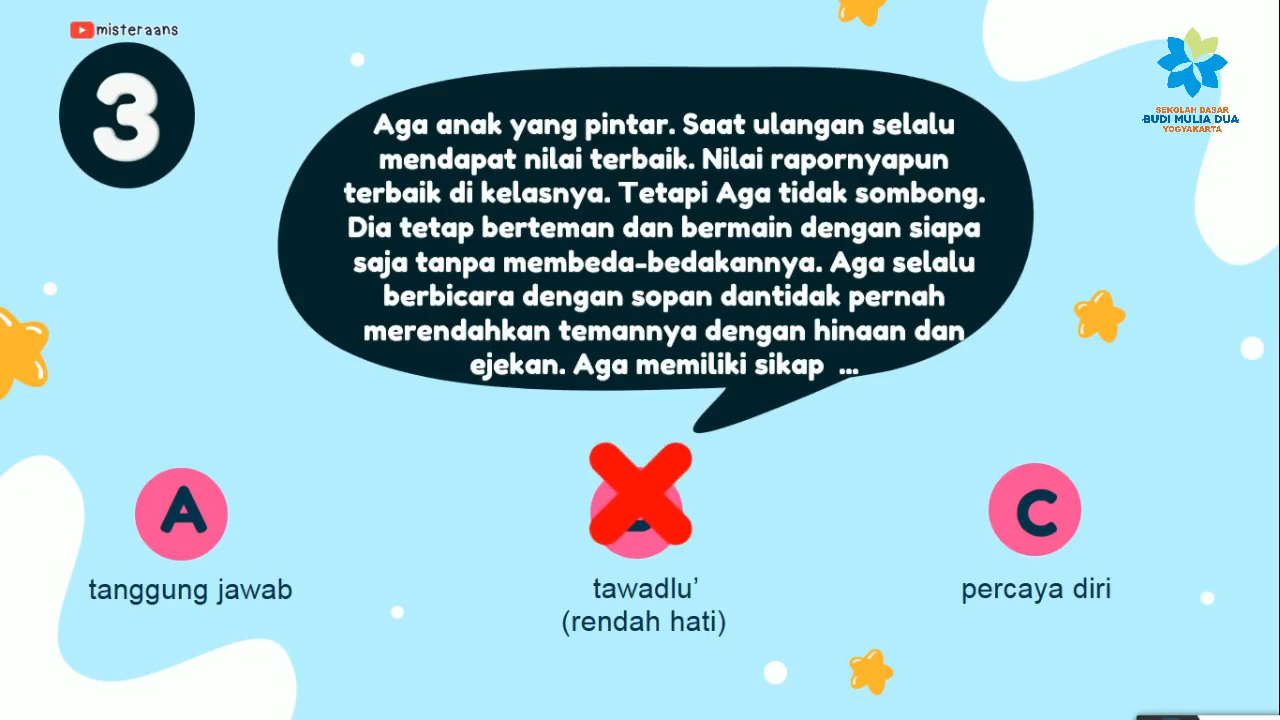 misteraans
3
SEKOLAH DASAR
BUDI MULIA DUA
YOGYAKARTA
Aga anak yang pintar. Saat ulangan selalu
mendapat nilai terbaik. Nilai rapornyapun
terbaik di kelasnya. Tetapi Aga tidak sombong.
Dia tetap berteman dan bermain dengan siapa
saja tanpa membeda-bedakannya. Aga selalu
berbicara dengan sopan dantidak pernah
merendahkan temannya dengan hinaan dan
ejekan. Aga memiliki sikap ...
A
tanggung jawab
tawadlu’
(rendah hati)
C
percaya diri